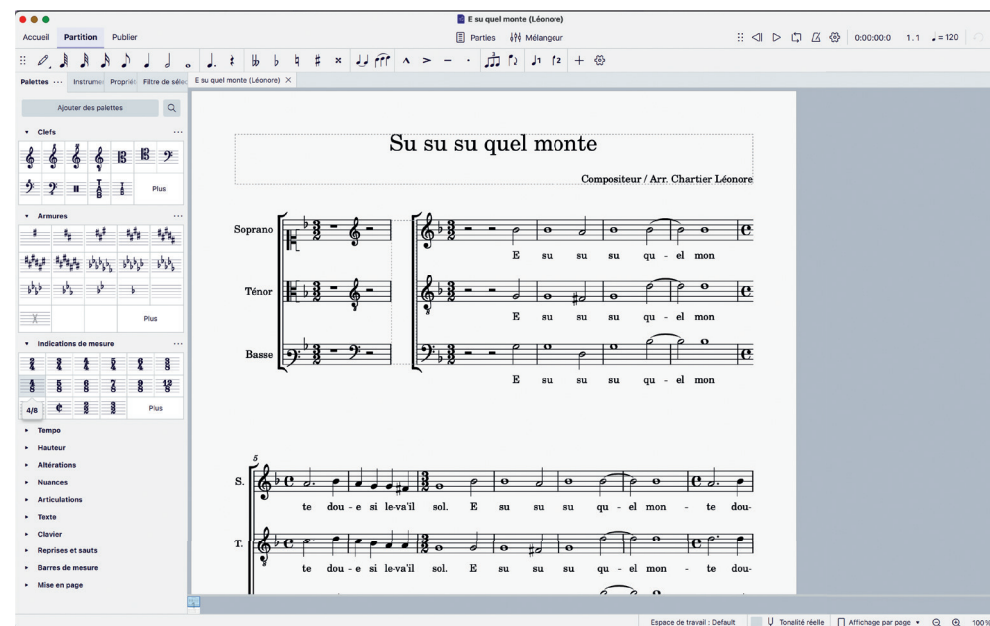 E su quel monte (Léonore)
Accueil Partition Publier
Parties Mélangeur
0:00:00:0 1.1 = 120
Palettes Instrume Propriét Filtre de sélec
E su quel monte (Léonore)
Ajouter des palettes
Clefs
Plus
Armures
Plus
Indications de mesure
Plus
4/8
Tempo
Hauteur
Altérations
Nuances
Articulations
Texte
Clavier
Reprises et sauts
Barres de mesure
Mise en page
Su su su quel monte
Compositeur / Arr. Chartier Léonore
Soprano
E su su su qu - el mon
Ténor
E su su su qu - el mon
Basse
E su su su qu - el mon
5
S.
te dou - e si le-va'il sol. E su su su qu - el mon - te dou-
T.
te dou - e si le-va'il sol. E su su su qu - el mon - te dou-
Espace de travail : Default Tonalité réelle Affichage par page 100%